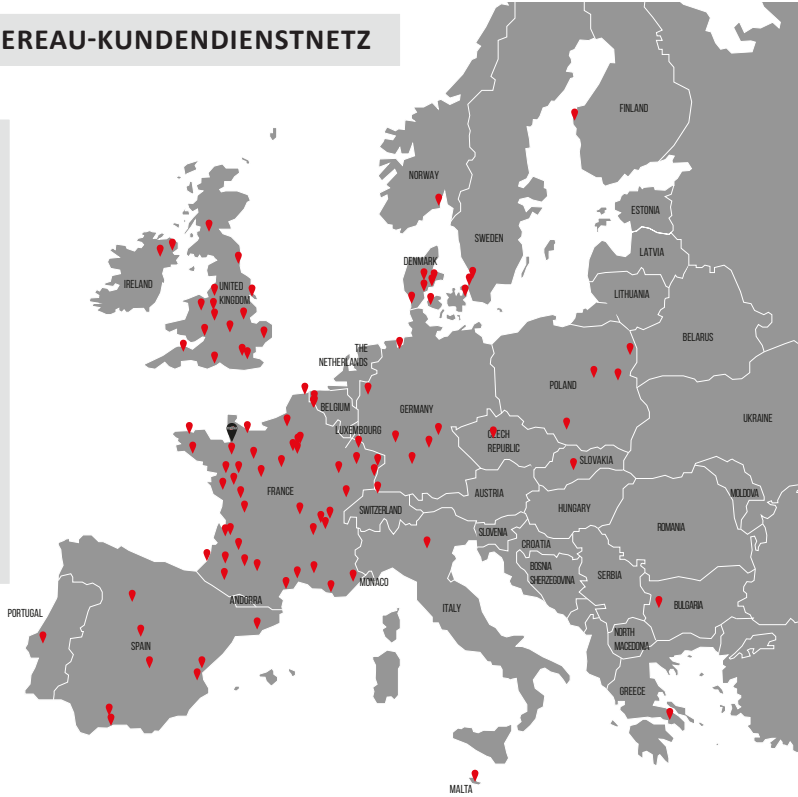 EREAU-KUNDENDIENSTNETZ
FINLAND
NORWAY
ESTONIA
SWEDEN
LATVIA
DENMARK
IRELAND
UNITED
KINGDOM
LITHUANIA
BELARUS
THE
NETHERLANDS
POLAND
BELGIUM
GERMANY
UKRAINE
LUXEMBOURG
CZECH
REPUBLIC
SLOVAKIA
FRANCE
AUSTRIA
MOLDOVA
SWITZERLAND
HUNGARY
ROMANIA
SLOVENIA
CROATIA
BOSNIA
SHERZEGOVINA
SERBIA
MONACO
ANDORRA
ITALY
BULGARIA
PORTUGAL
SPAIN
NORTH
MACEDONIA
GREECE
MALTA